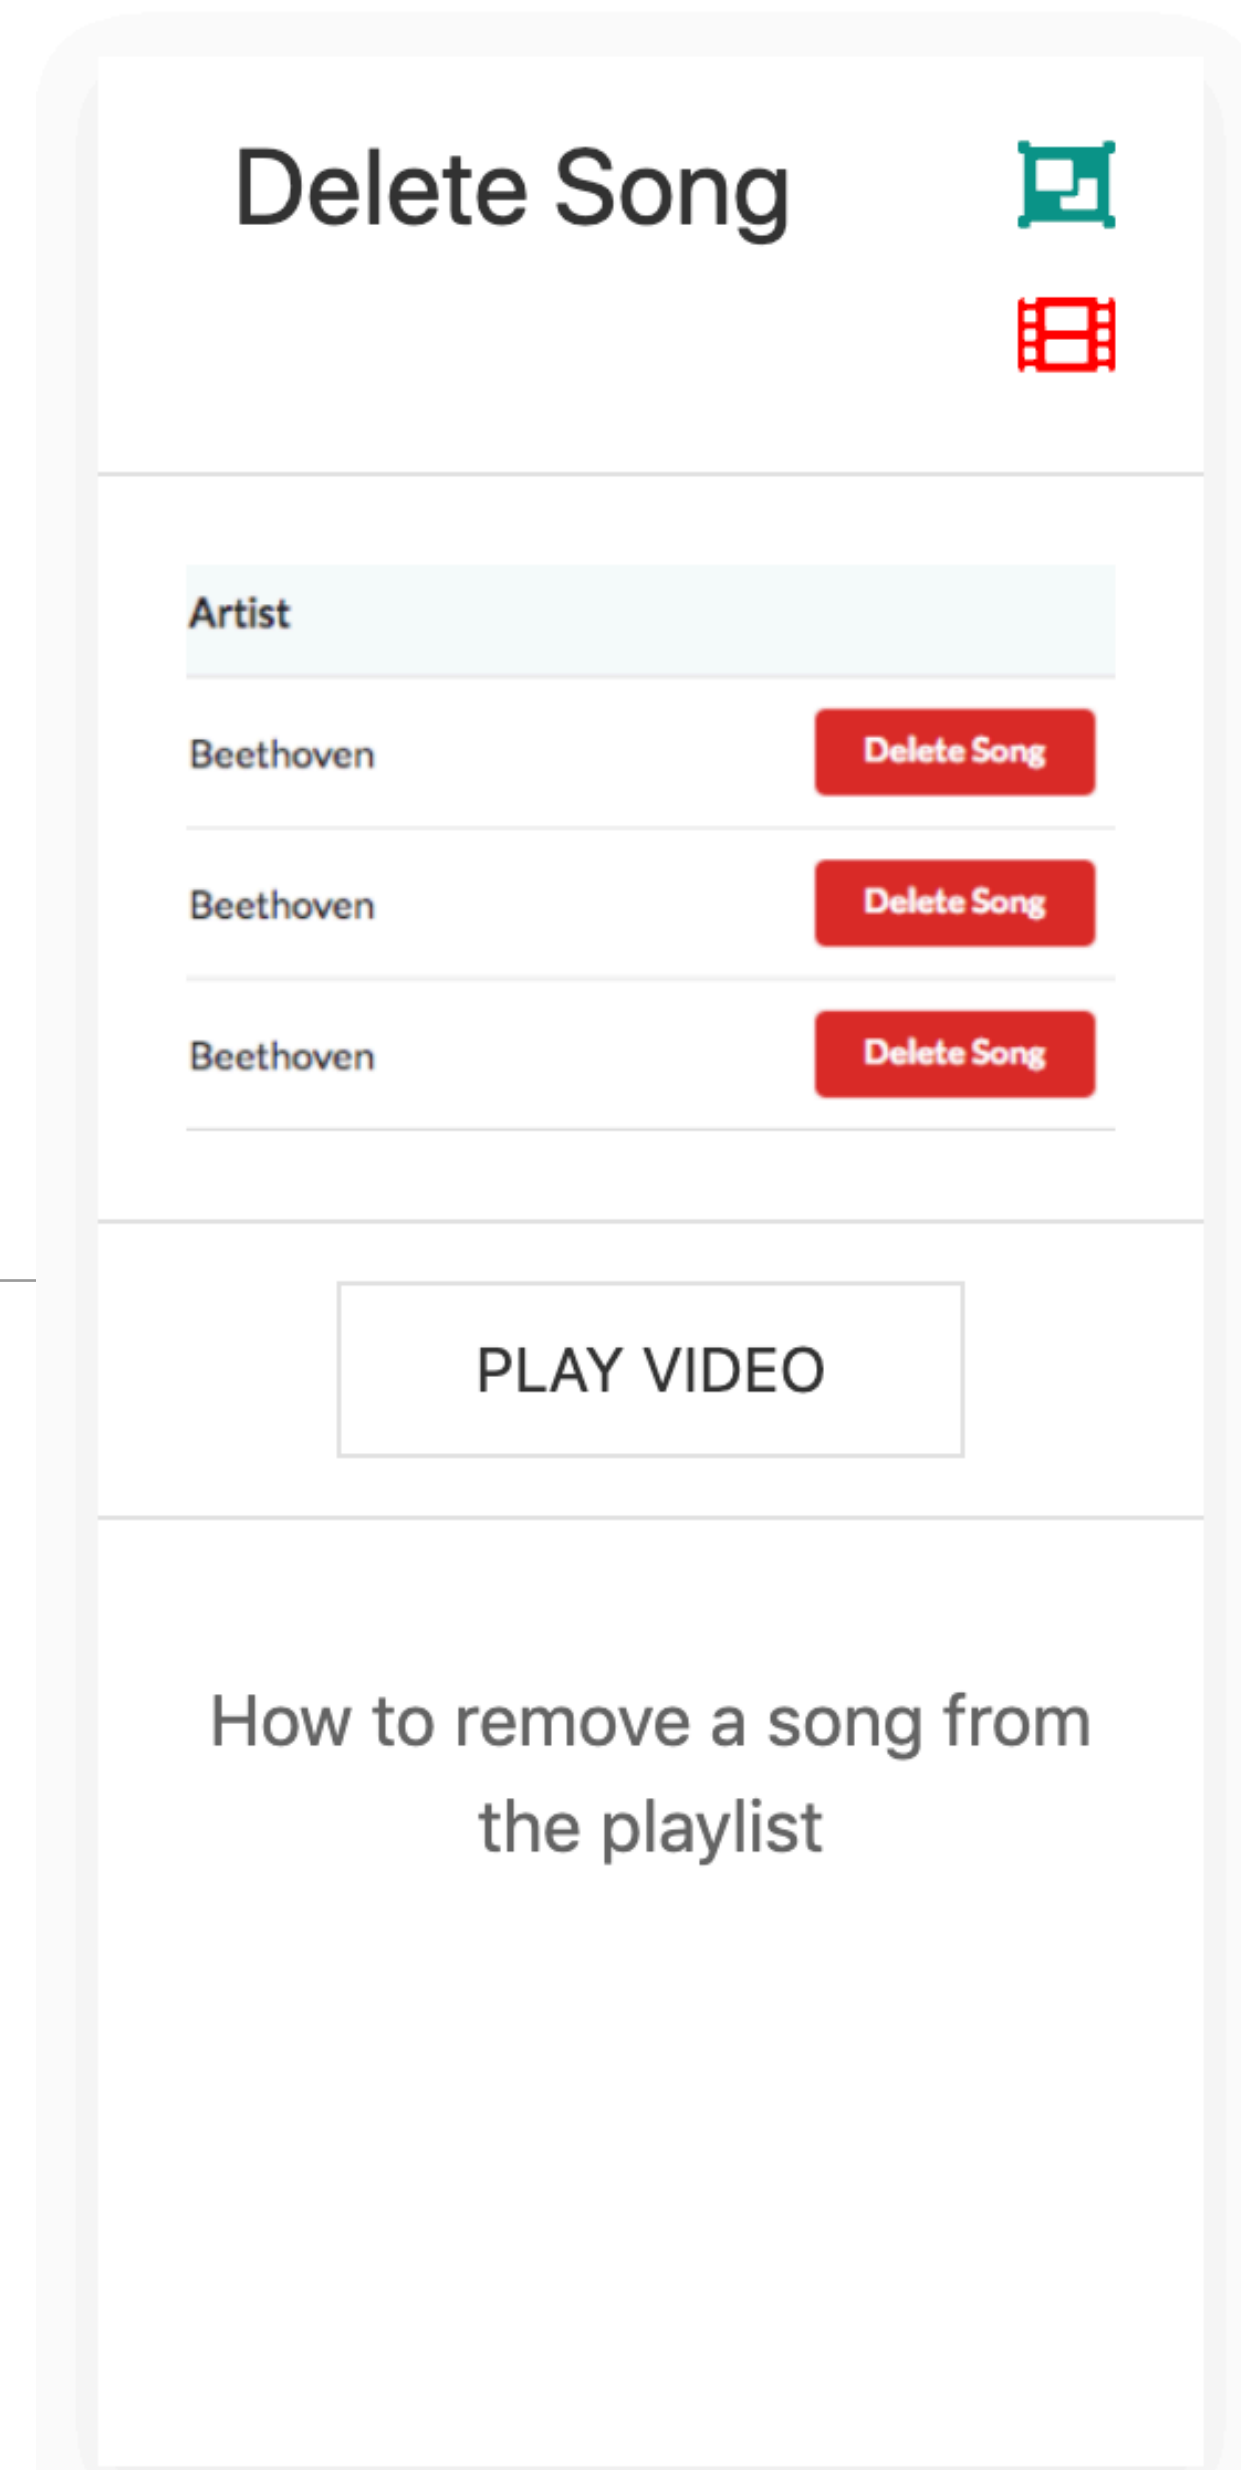 Delete Song
Artist
Beethoven Delete Song
Beethoven Delete Song
Beethoven Delete Song
PLAY VIDEO
How to remove a song from
the playlist